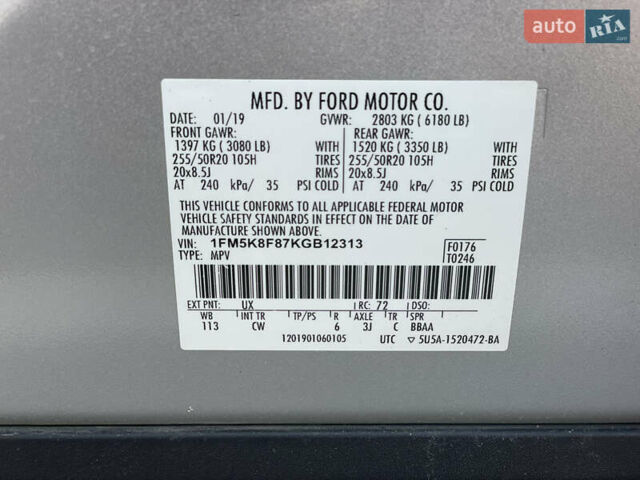 auto RIA
.com
MFD. BY FORD MOTOR CO.
DATE: 01/19 GVWR: 2803 KG ( 6180 LB)
FRONT GAWR: REAR GAWR:
1397 KG ( 3080 LB) WITH 1520 KG ( 3350 LB) WITH
255/50R20 105H TIRES 255/50R20 105H TIRES
20x8.5J RIMS 20x8.5J RIMS
AT 240 kPa/ 35 PSI COLD AT 240 kPa/ 35 PSI COLD
THIS VEHICLE CONFORMS TO ALL APPLICABLE FEDERAL MOTOR
VEHICLE SAFETY STANDARDS IN EFFECT ON THE DATE OF
MANUFACTURE SHOWN ABOVE.
VIN: 1FM5K8F87KGB12313 F0176
TYPE: MPV T0246
EXT PNT: UX RC: 72 DSO:
WB INT TR TP/PS R AXLE TR SPR
113 CW 6 3J C BBAA
1201901060105 UTC ▽ 5U5A-1520472-BA